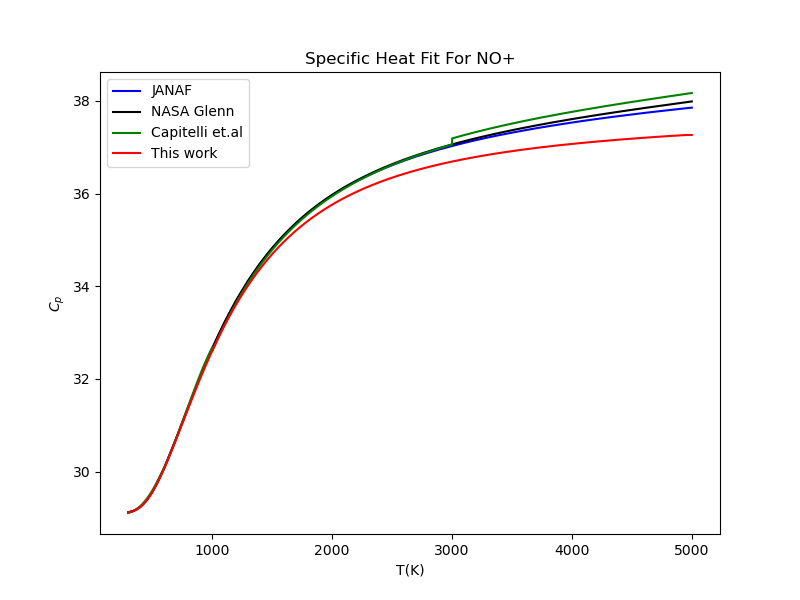 Specific Heat Fit For NO+
JANAF
NASA Glenn
Capitelli et.al
This work
38
36
34
32
30
C_p
1000 2000 3000 4000 5000
T(K)